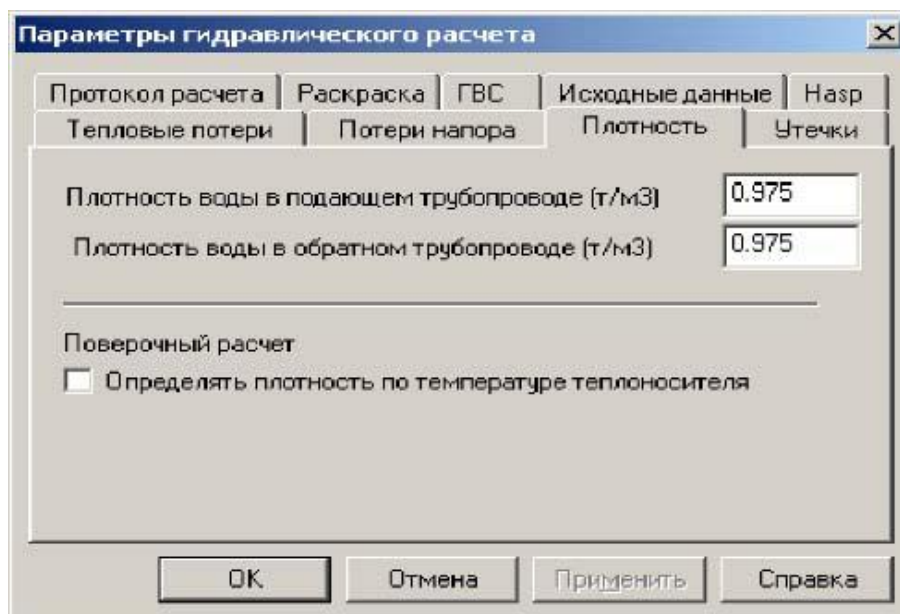 Параметры гидравлического расчета
Протокол расчета Раскраска ГВС Исходные данные Hasp
Тепловые потери Потери напора Плотность Утечки
Плотность воды в подающем трубопроводе (т/м3) 0.975
Плотность воды в обратном трубопроводе (т/м3) 0.975
Поверочный расчет
Определять плотность по температуре теплоносителя
OK Отмена Применить Справка